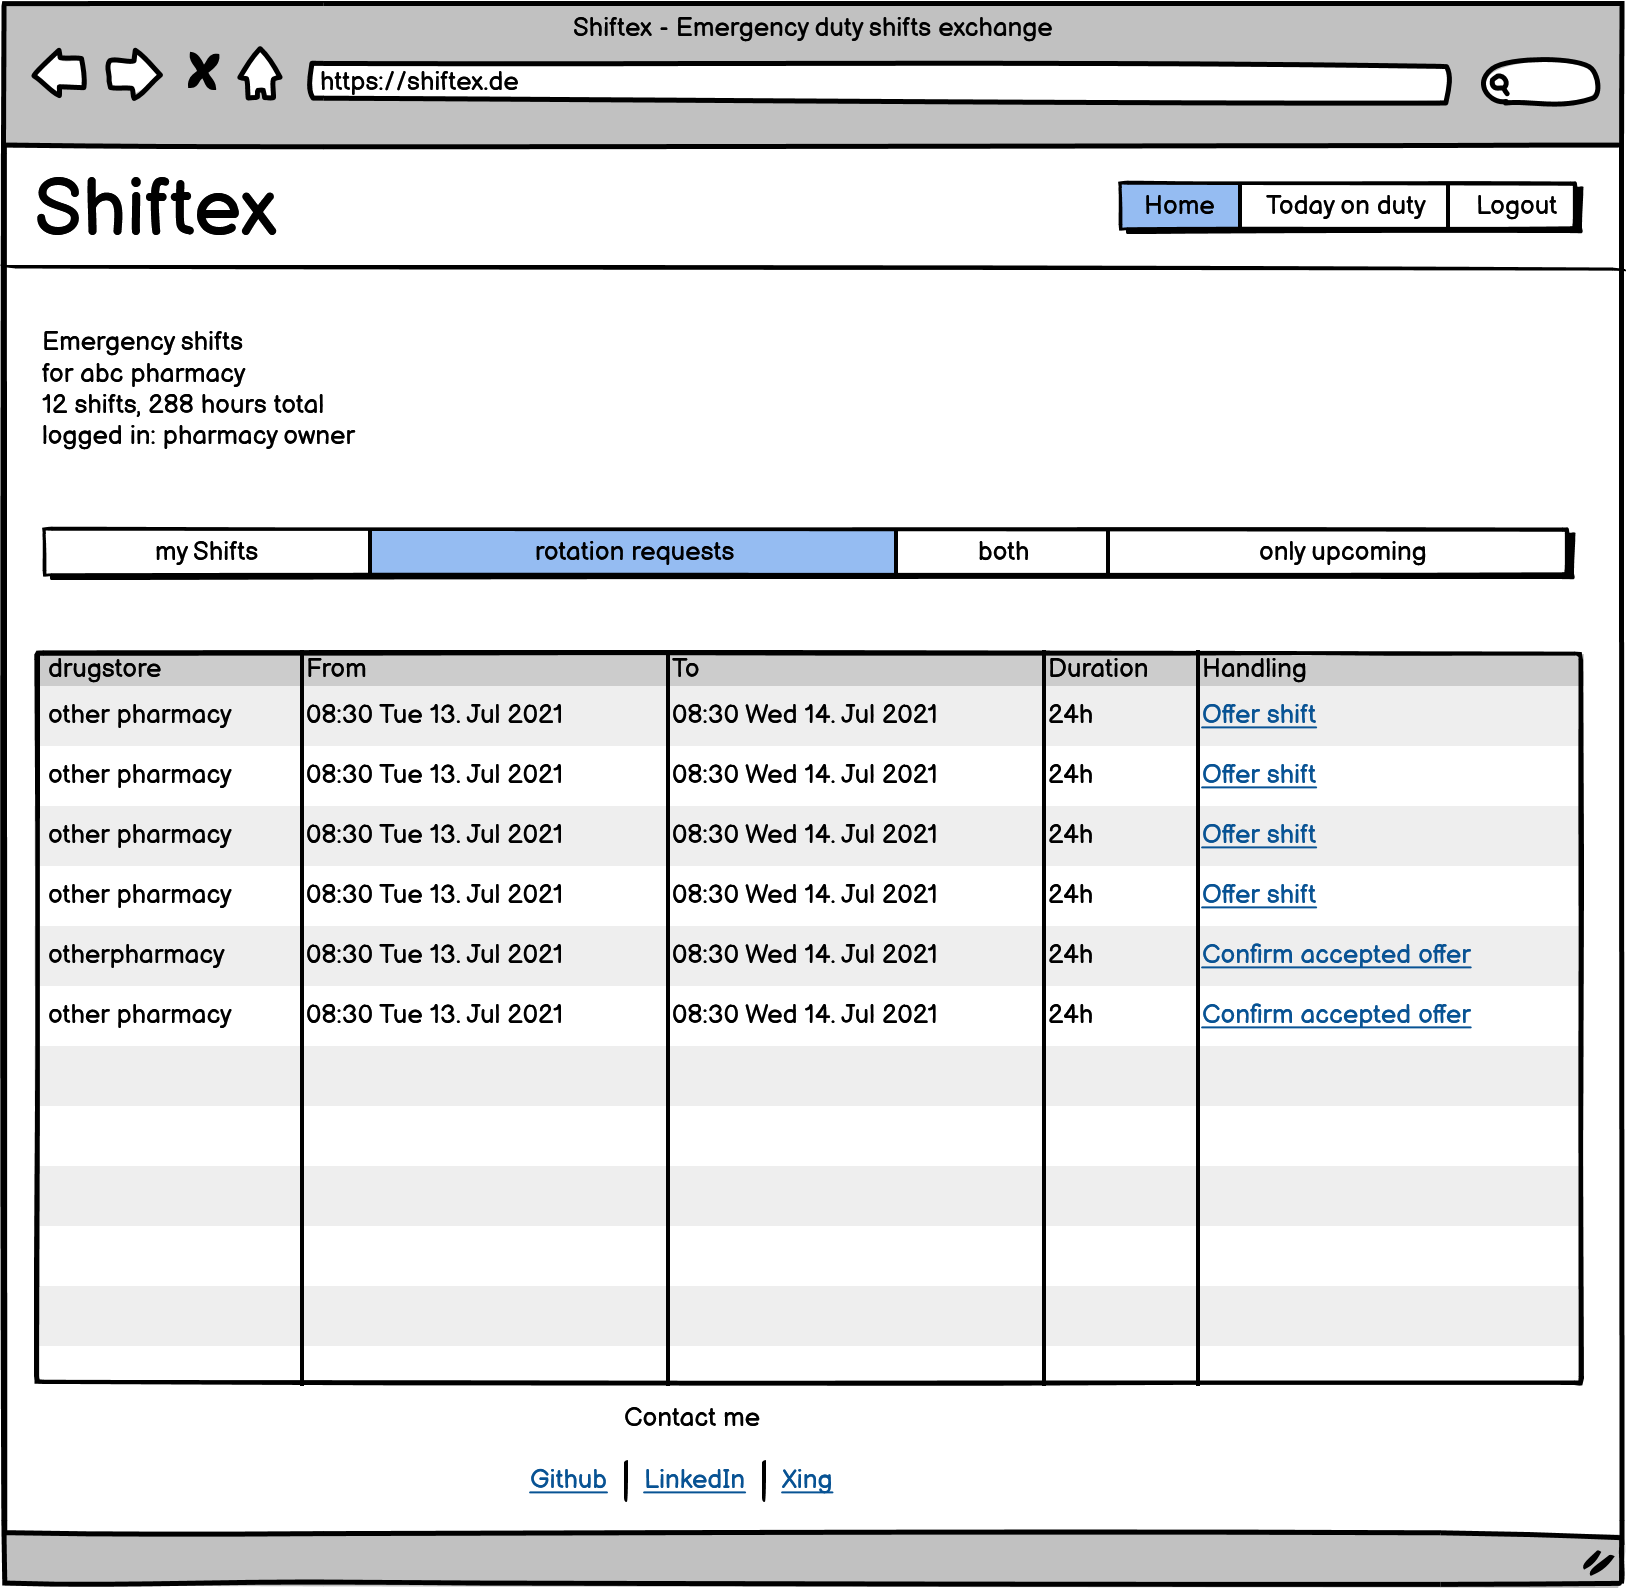 Shiftex - Emergency duty shifts exchange
https://shiftex.de
Shiftex
Home Today on duty Logout
Emergency shifts
for abc pharmacy
12 shifts, 288 hours total
logged in: pharmacy owner
my Shifts rotation requests both only upcoming
drugstore From To Duration Handling
other pharmacy 08:30 Tue 13. Jul 2021 08:30 Wed 14. Jul 2021 24h Offer shift
other pharmacy 08:30 Tue 13. Jul 2021 08:30 Wed 14. Jul 2021 24h Offer shift
other pharmacy 08:30 Tue 13. Jul 2021 08:30 Wed 14. Jul 2021 24h Offer shift
other pharmacy 08:30 Tue 13. Jul 2021 08:30 Wed 14. Jul 2021 24h Offer shift
otherpharmacy 08:30 Tue 13. Jul 2021 08:30 Wed 14. Jul 2021 24h Confirm accepted offer
other pharmacy 08:30 Tue 13. Jul 2021 08:30 Wed 14. Jul 2021 24h Confirm accepted offer
Contact me
Github LinkedIn Xing